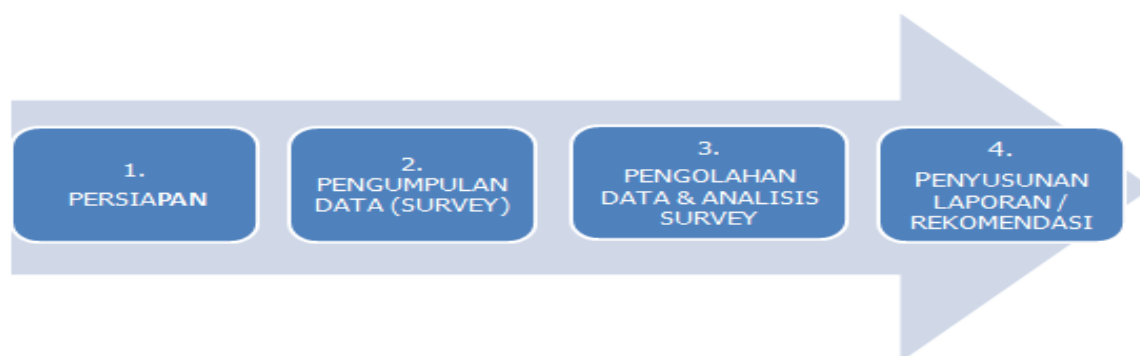 1.
PERSIAPAN
2.
PENGUMPULAN
DATA (SURVEY)
3.
PENGOLAHAN
DATA & ANALISIS
SURVEY
4.
PENYUSUNAN
LAPORAN /
REKOMENDASI